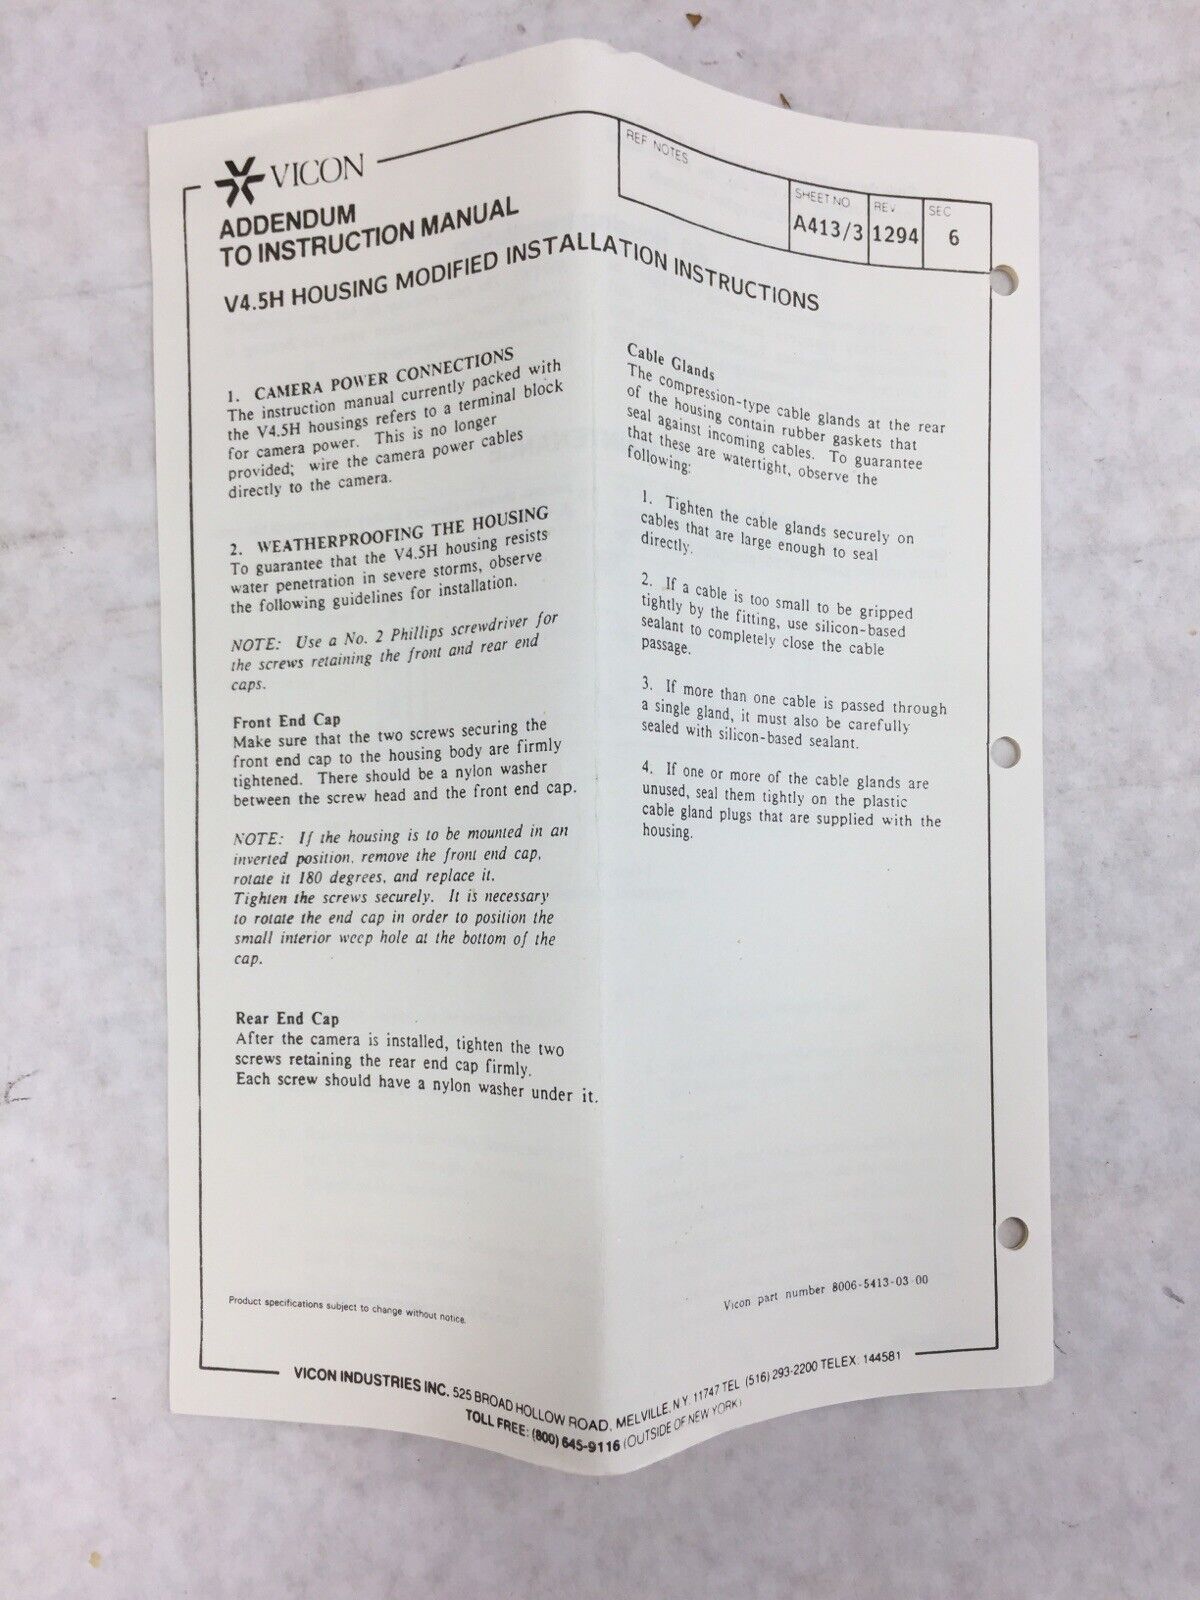 VICON
ADDENDUM
TO INSTRUCTION MANUAL
V4.5H HOUSING MODIFIED INSTALLATION INSTRUCTIONS
REF NOTES
SHEET NO
A413/3
REV
1294
SEC
6
1. CAMERA POWER CONNECTIONS
The instruction manual currently packed with
the V4.5H housings refers to a terminal block
for camera power. This is no longer
provided; wire the camera power cables
directly to the camera.
2. WEATHERPROOFING THE HOUSING
To guarantee that the V4.5H housing resists
water penetration in severe storms, observe
the following guidelines for installation.
NOTE: Use a No. 2 Phillips screwdriver for
the screws retaining the front and rear end
caps.
Front End Cap
Make sure that the two screws securing the
front end cap to the housing body are firmly
tightened. There should be a nylon washer
between the screw head and the front end cap.
NOTE: If the housing is to be mounted in an
inverted position, remove the front end cap,
rotate it 180 degrees, and replace it.
Tighten the screws securely. It is necessary
to rotate the end cap in order to position the
small interior weep hole at the bottom of the
cap.
Rear End Cap
After the camera is installed, tighten the two
screws retaining the rear end cap firmly.
Each screw should have a nylon washer under it.
Cable Glands
The compression-type cable glands at the rear
of the housing contain rubber gaskets that
seal against incoming cables. To guarantee
that these are watertight, observe the
following:
1. Tighten the cable glands securely on
cables that are large enough to seal
directly.
2. If a cable is too small to be gripped
tightly by the fitting, use silicon-based
sealant to completely close the cable
passage.
3. If more than one cable is passed through
a single gland, it must also be carefully
sealed with silicon-based sealant.
4. If one or more of the cable glands are
unused, seal them tightly on the plastic
cable gland plugs that are supplied with the
housing.
Product specifications subject to change without notice.
Vicon part number 8006-5413-03 00
VICON INDUSTRIES INC. 525 BROAD HOLLOW ROAD, MELVILLE, N.Y. 11747 TEL (516) 293-2200 TELEX: 144581
TOLL FREE: (800) 645-9116 (OUTSIDE OF NEW YORK)